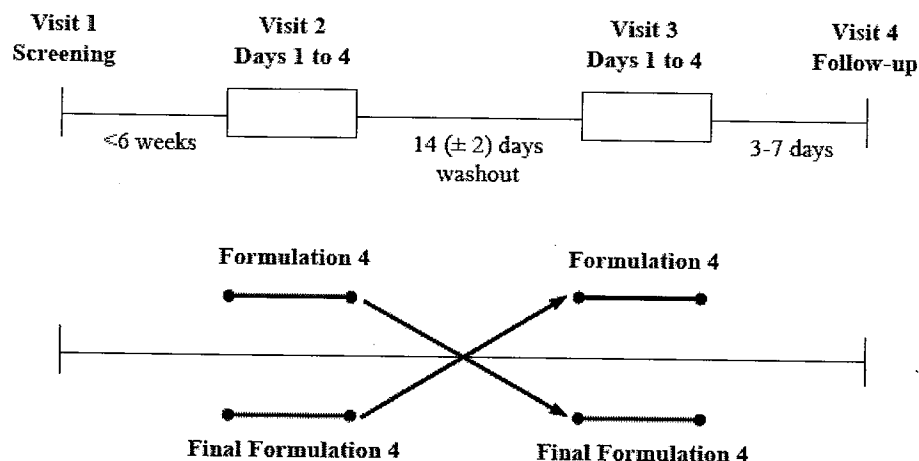 Visit 1
Screening
Visit 2
Days 1 to 4
Visit 3
Days 1 to 4
Visit 4
Follow-up
<6 weeks
14 (± 2) days
washout
3-7 days
Formulation 4
Formulation 4
Final Formulation 4
Final Formulation 4